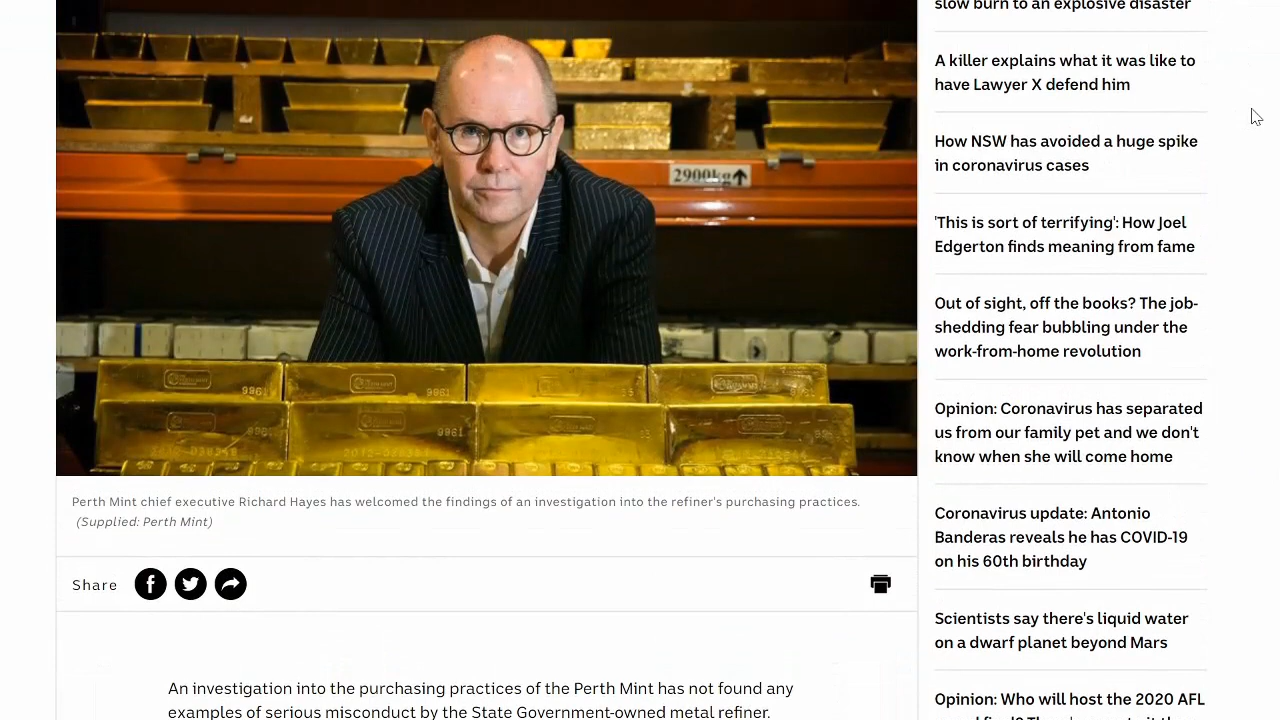 2900kg
9961
9961
9961
Perth Mint chief executive Richard Hayes has welcomed the findings of an investigation into the refiner's purchasing practices.
(Supplied: Perth Mint)
Share
An investigation into the purchasing practices of the Perth Mint has not found any
examples of serious misconduct by the State Government-owned metal refiner.
slow burn to an explosive disaster
A killer explains what it was like to
have Lawyer X defend him
How NSW has avoided a huge spike
in coronavirus cases
'This is sort of terrifying': How Joel
Edgerton finds meaning from fame
Out of sight, off the books? The job-
shedding fear bubbling under the
work-from-home revolution
Opinion: Coronavirus has separated
us from our family pet and we don't
know when she will come home
Coronavirus update: Antonio
Banderas reveals he has COVID-19
on his 60th birthday
Scientists say there's liquid water
on a dwarf planet beyond Mars
Opinion: Who will host the 2020 AFL